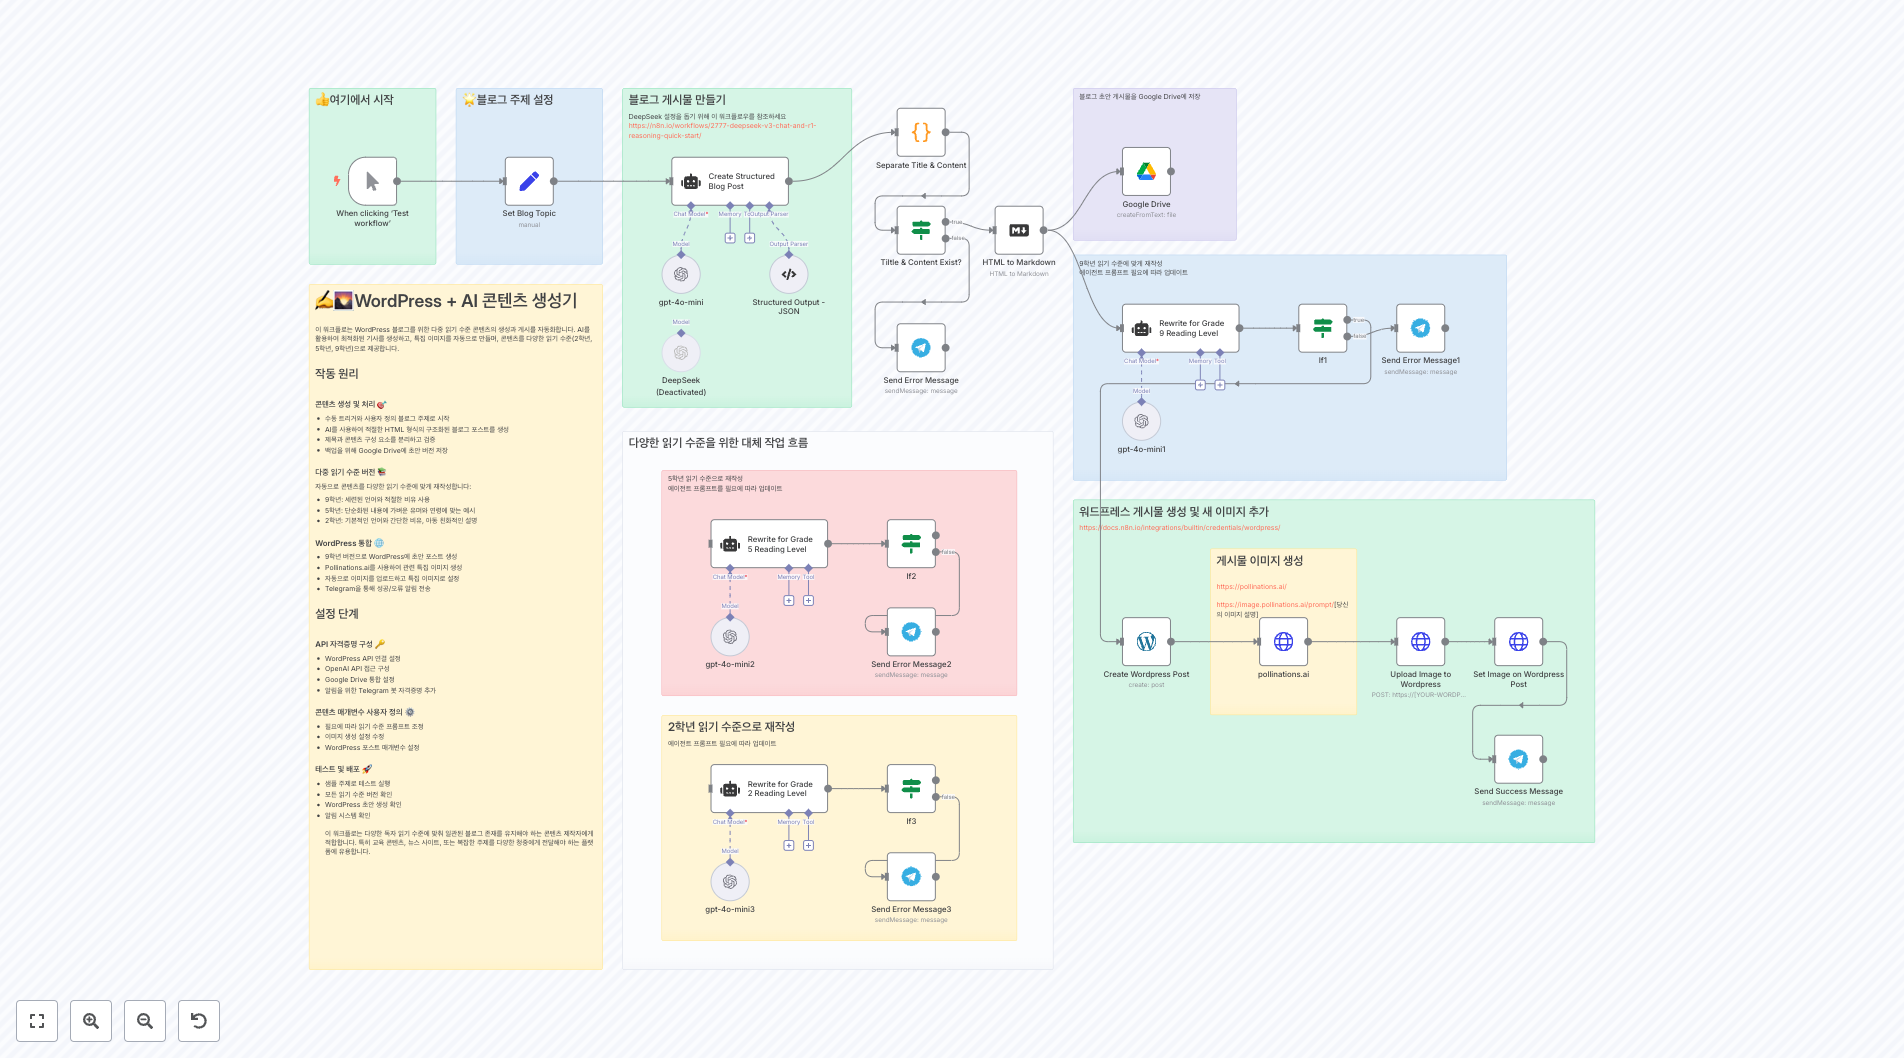 👍여기에서 시작
When clicking ‘Test
workflow’
🌟블로그 주제 설정
Set Blog Topic
manual
✍️🌄WordPress + AI 콘텐츠 생성기
이 워크플로는 WordPress 블로그를 위한 다중 읽기 수준 콘텐츠의 생성과 게시를 자동화합니다. AI를
활용하여 최적화된 기사를 생성하고, 특집 이미지를 자동으로 만들며, 콘텐츠를 다양한 읽기 수준(2학년,
5학년, 9학년)으로 제공합니다.
작동 원리
콘텐츠 생성 및 처리 🎯
• 수동 트리거와 사용자 정의 블로그 주제로 시작
• AI를 사용하여 적절한 HTML 형식의 구조화된 블로그 포스트를 생성
• 제목과 콘텐츠 구성 요소를 분리하고 검증
• 백업을 위해 Google Drive에 초안 버전 저장
다중 읽기 수준 버전 📚
자동으로 콘텐츠를 다양한 읽기 수준에 맞게 재작성합니다:
• 9학년: 세련된 언어와 적절한 비유 사용
• 5학년: 단순화된 내용에 가벼운 유머와 연령에 맞는 예시
• 2학년: 기본적인 언어와 간단한 비유, 아동 친화적인 설명
WordPress 통합 🌐
• 9학년 버전으로 WordPress에 초안 포스트 생성
• Pollinations.ai를 사용하여 관련 특집 이미지 생성
• 자동으로 이미지를 업로드하고 특집 이미지로 설정
• Telegram을 통해 성공/오류 알림 전송
설정 단계
API 자격증명 구성 🔑
• WordPress API 연결 설정
• OpenAI API 접근 구성
• Google Drive 통합 설정
• 알림을 위한 Telegram 봇 자격증명 추가
콘텐츠 매개변수 사용자 정의 ⚙️
• 필요에 따라 읽기 수준 프롬프트 조정
• 이미지 생성 설정 수정
• WordPress 포스트 매개변수 설정
테스트 및 배포 🚀
• 샘플 주제로 테스트 실행
• 모든 읽기 수준 버전 확인
• WordPress 초안 생성 확인
• 알림 시스템 확인
이 워크플로는 다양한 독자 읽기 수준에 맞춰 일관된 블로그 존재를 유지해야 하는 콘텐츠 제작자에게
적합합니다. 특히 교육 콘텐츠, 뉴스 사이트, 또는 복잡한 주제를 다양한 청중에게 전달해야 하는 플랫
폼에 유용합니다.
블로그 게시물 만들기
DeepSeek 설정을 돕기 위해 이 워크플로우를 참조하세요
https://n8n.io/workflows/2777-deepseek-v3-chat-and-r1-
reasoning-quick-start/
Create Structured
Blog Post
Chat Model*
Memory
Output Parser
Model
Output Parser
gpt-4o-mini
Structured Output -
JSON
Model
DeepSeek
(Deactivated)
Separate Title & Content
true
false
Tiltle & Content Exist?
Send Error Message
sendMessage: message
HTML to Markdown
HTML to Markdown
블로그 초안 게시물을 Google Drive에 저장
Google Drive
createFromText: file
9학년 읽기 수준에 맞게 재작성
에이전트 프롬프트 필요에 따라 업데이트
Rewrite for Grade
9 Reading Level
Chat Model*
Memory
Tool
Model
gpt-4o-mini1
true
false
If1
Send Error Message1
sendMessage: message
다양한 읽기 수준을 위한 대체 작업 흐름
5학년 읽기 수준으로 재작성
에이전트 프롬프트를 필요에 따라 업데이트
Rewrite for Grade
5 Reading Level
Chat Model*
Memory
Tool
Model
gpt-4o-mini2
false
If2
Send Error Message2
sendMessage: message
2학년 읽기 수준으로 재작성
에이전트 프롬프트 필요에 따라 업데이트
Rewrite for Grade
2 Reading Level
Chat Model*
Memory
Tool
Model
gpt-4o-mini3
false
If3
Send Error Message3
sendMessage: message
워드프레스 게시물 생성 및 새 이미지 추가
https://docs.n8n.io/integrations/builtin/credentials/wordpress/
게시물 이미지 생성
https://pollinations.ai/
https://image.pollinations.ai/prompt/[당신
의 이미지 설명]
Create Wordpress Post
create: post
pollinations.ai
Upload Image to
Wordpress
POST: https://[YOUR-WORDP...
Set Image on Wordpress
Post
Send Success Message
sendMessage: message